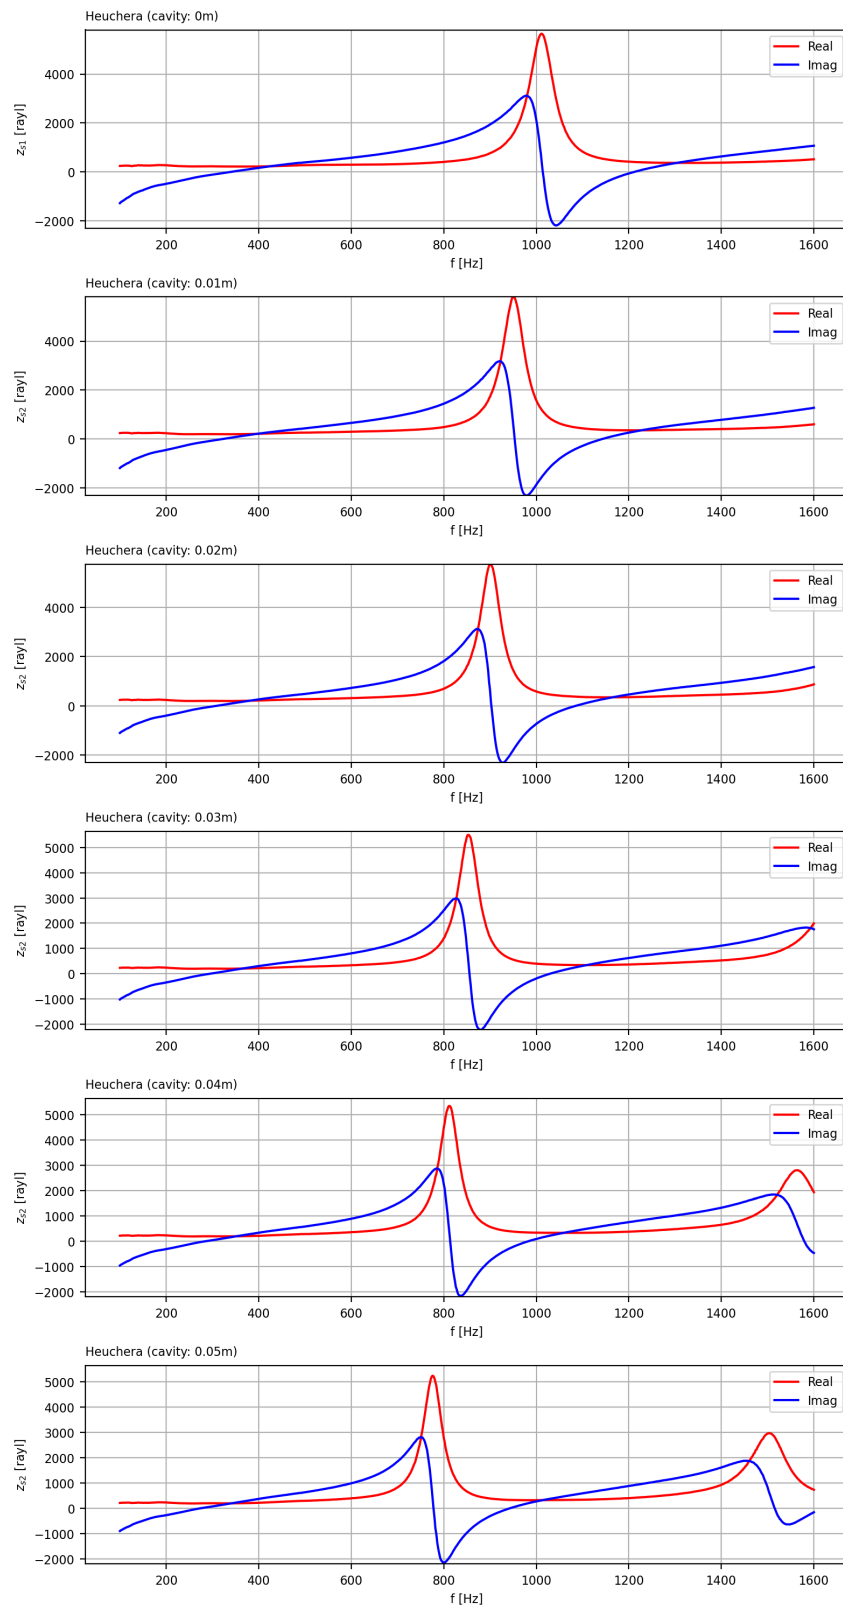 Heuchera (cavity: 0m)
z_s1 [rayl]
4000
2000
0
−2000
Real
Imag
200 400 600 800 1000 1200 1400 1600
f [Hz]
Heuchera (cavity: 0.01m)
z_s2 [rayl]
4000
2000
0
−2000
Real
Imag
200 400 600 800 1000 1200 1400 1600
f [Hz]
Heuchera (cavity: 0.02m)
z_s2 [rayl]
4000
2000
0
−2000
Real
Imag
200 400 600 800 1000 1200 1400 1600
f [Hz]
Heuchera (cavity: 0.03m)
z_s2 [rayl]
5000
4000
3000
2000
1000
0
−1000
−2000
Real
Imag
200 400 600 800 1000 1200 1400 1600
f [Hz]
Heuchera (cavity: 0.04m)
z_s2 [rayl]
5000
4000
3000
2000
1000
0
−1000
−2000
Real
Imag
200 400 600 800 1000 1200 1400 1600
f [Hz]
Heuchera (cavity: 0.05m)
z_s2 [rayl]
5000
4000
3000
2000
1000
0
−1000
−2000
Real
Imag
200 400 600 800 1000 1200 1400 1600
f [Hz]